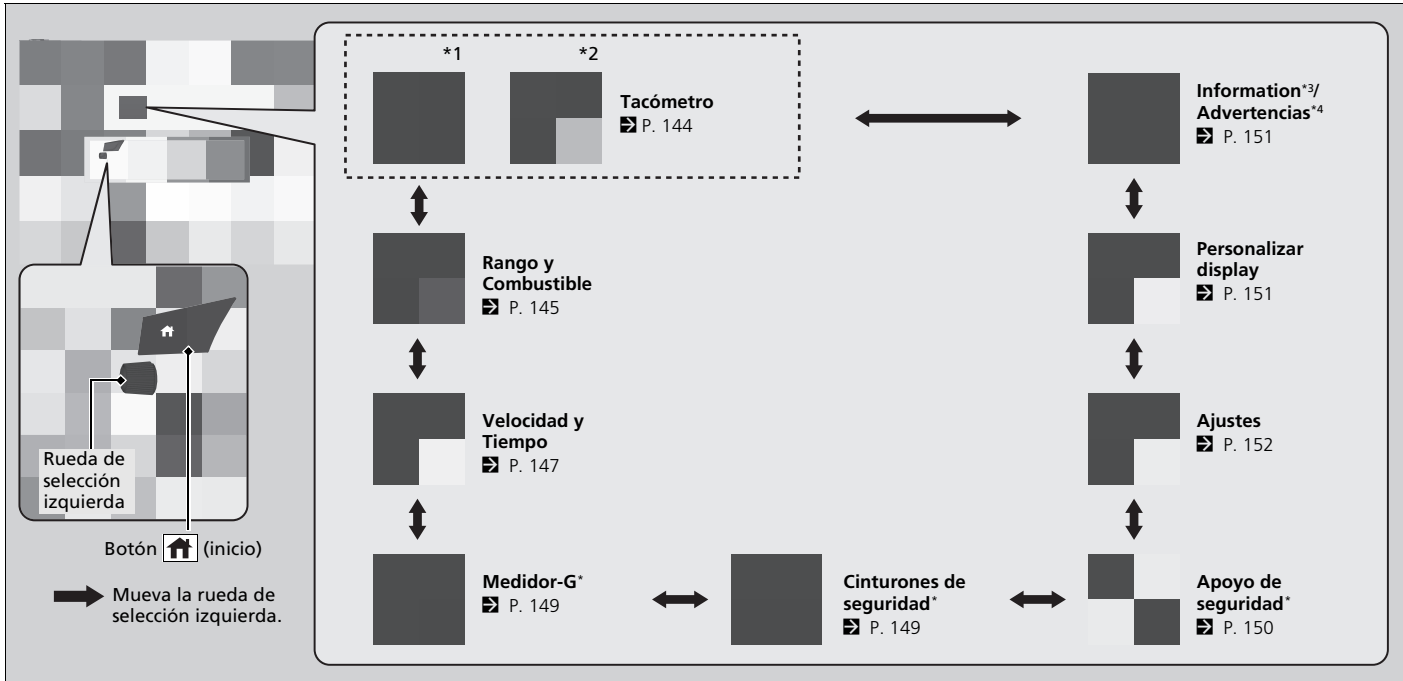 *1
*2
Tacómetro
P. 144
Information*3/
Advertencias*4
P. 151
Rango y
Combustible
P. 145
Personalizar
display
P. 151
Velocidad y
Tiempo
P. 147
Ajustes
P. 152
Rueda de
selección
izquierda
Botón (inicio)
Mueva la rueda de
selección izquierda.
Medidor-G*
P. 149
Cinturones de
seguridad*
P. 149
Apoyo de
seguridad*
P. 150